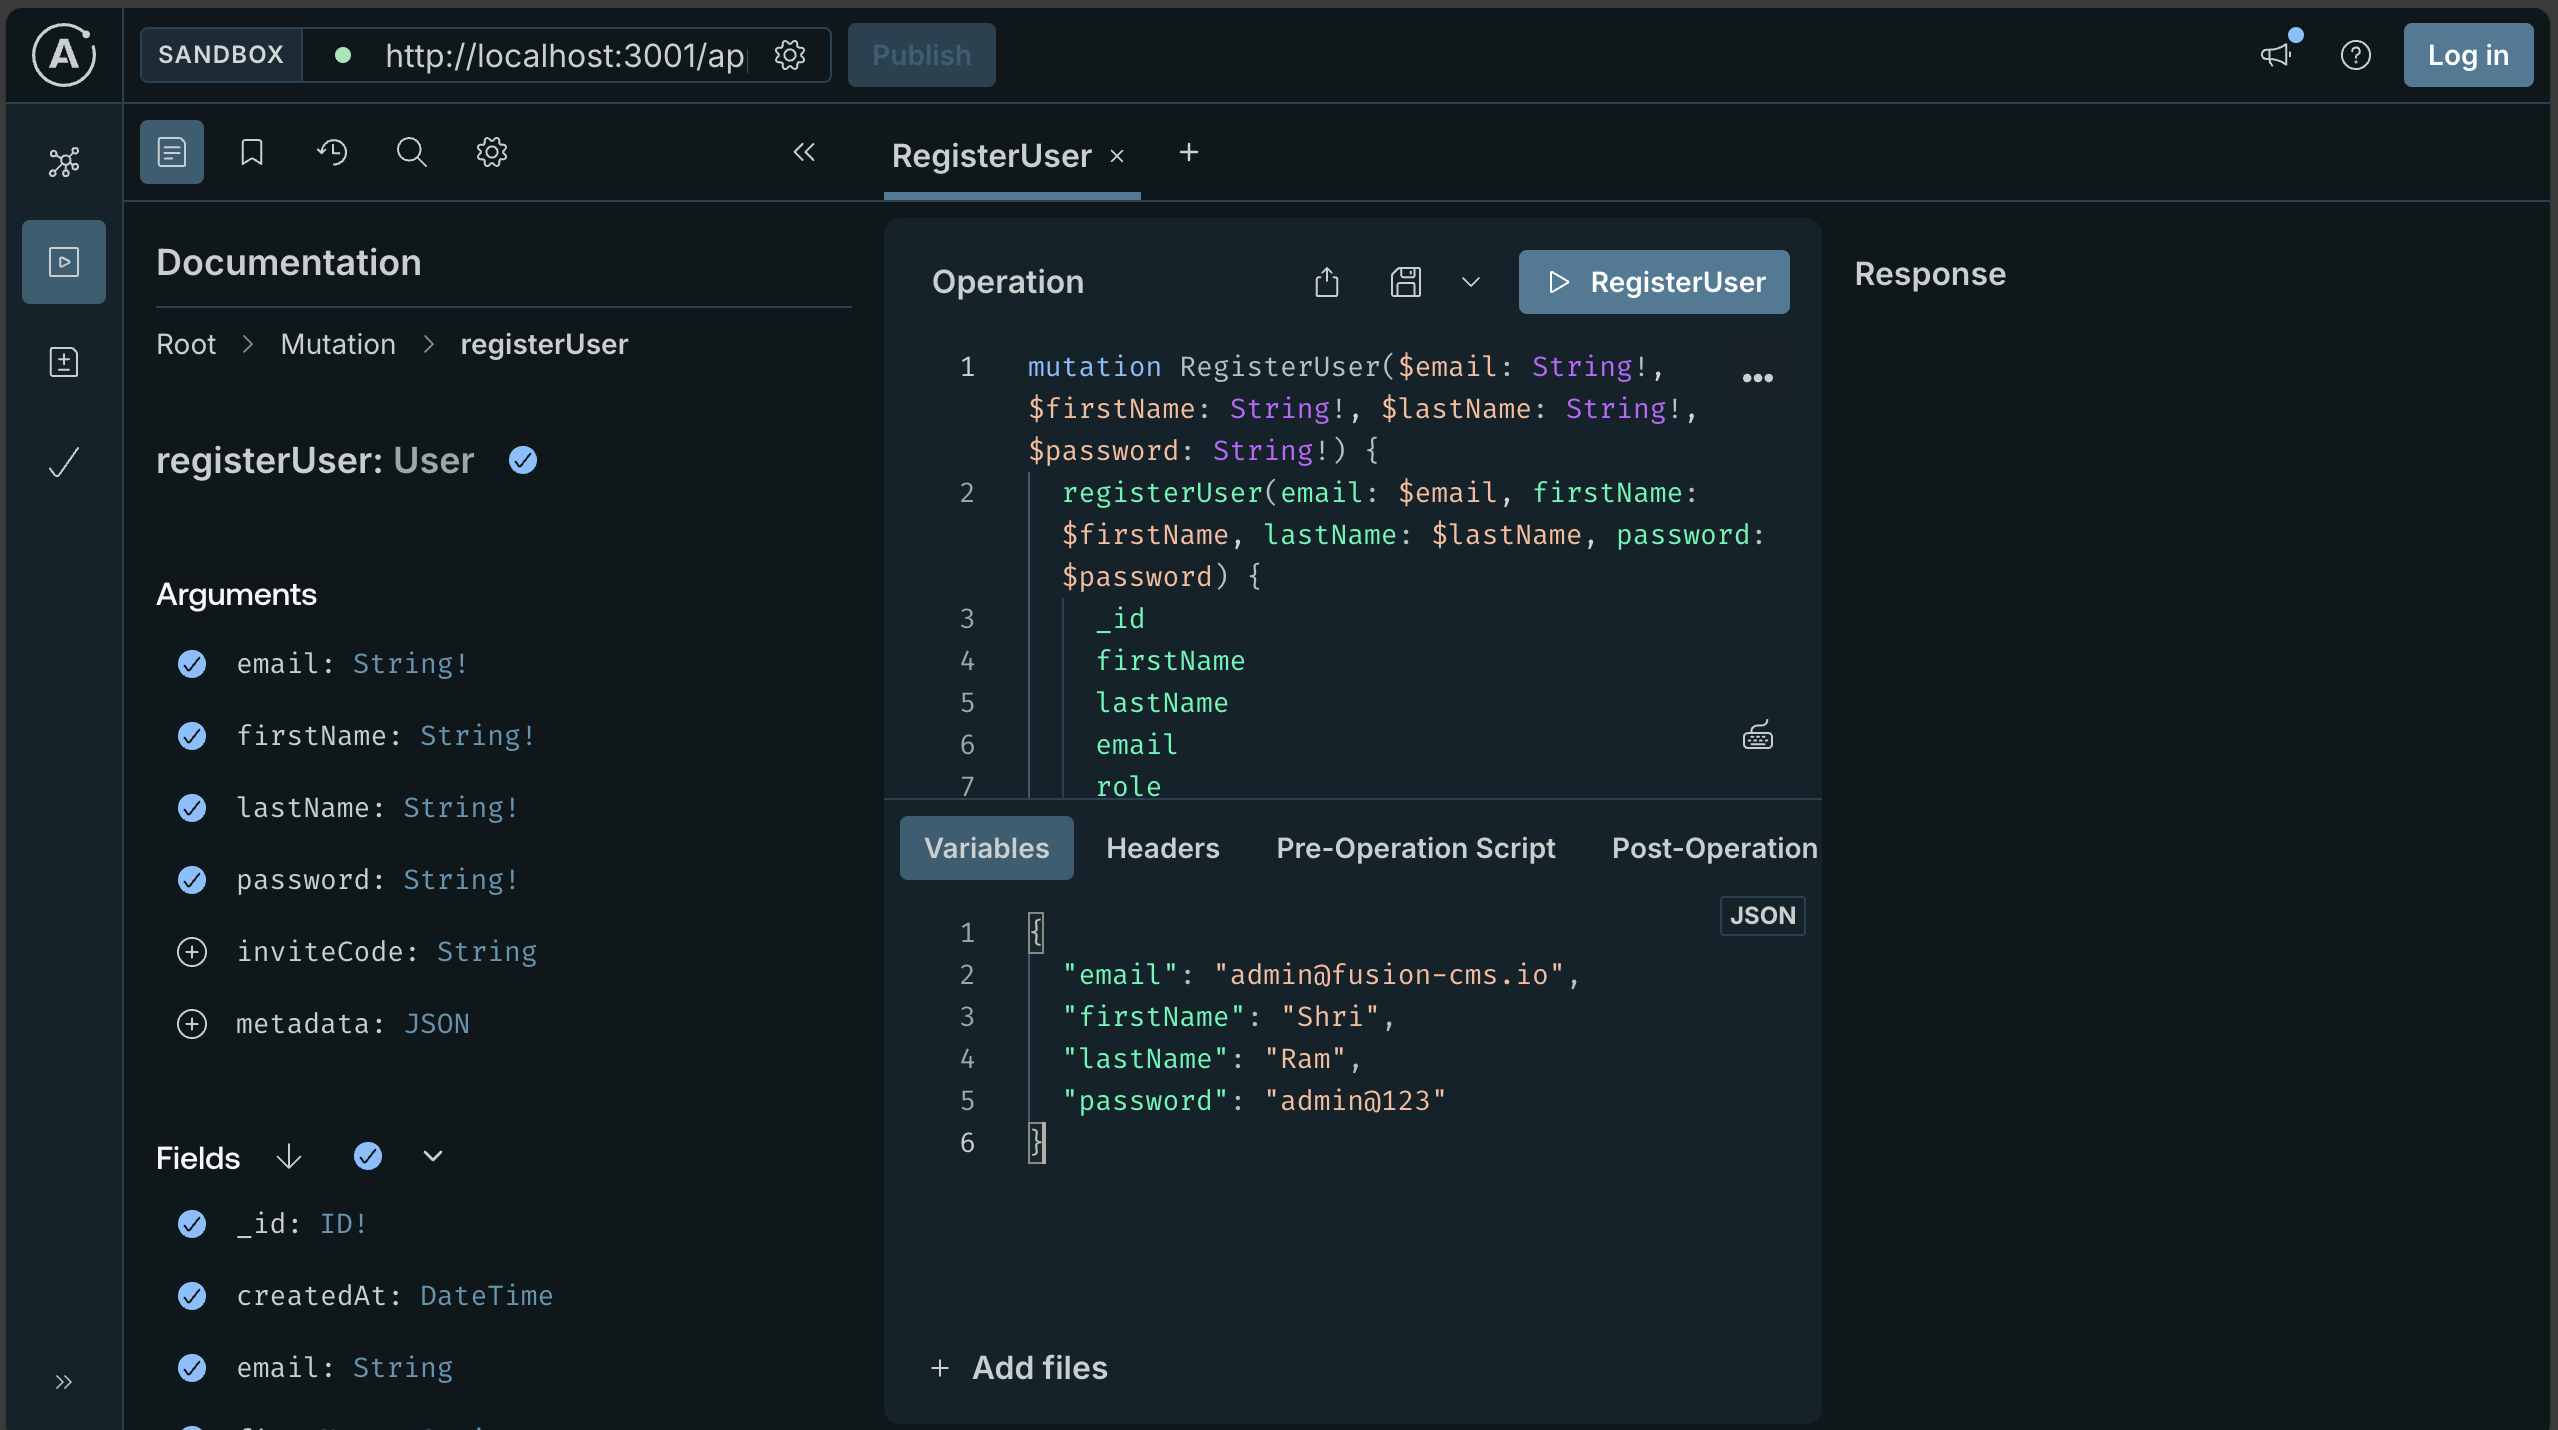 SANDBOX
http://localhost:3001/ap
Publish
Log in
RegisterUser
Documentation
Root > Mutation > registerUser
registerUser: User
Arguments
email: String!
firstName: String!
lastName: String!
password: String!
inviteCode: String
metadata: JSON
Fields
_id: ID!
createdAt: DateTime
email: String
Operation
RegisterUser
1 mutation RegisterUser($email: String!,
$firstName: String!, $lastName: String!,
$password: String!) {
2 registerUser(email: $email, firstName:
$firstName, lastName: $lastName, password:
$password) {
3 _id
4 firstName
5 lastName
6 email
7 role
Variables
Headers
Pre-Operation Script
Post-Operation
JSON
1 {
2 "email": "admin@fusion-cms.io",
3 "firstName": "Shri",
4 "lastName": "Ram",
5 "password": "admin@123"
6 }
+ Add files
Response